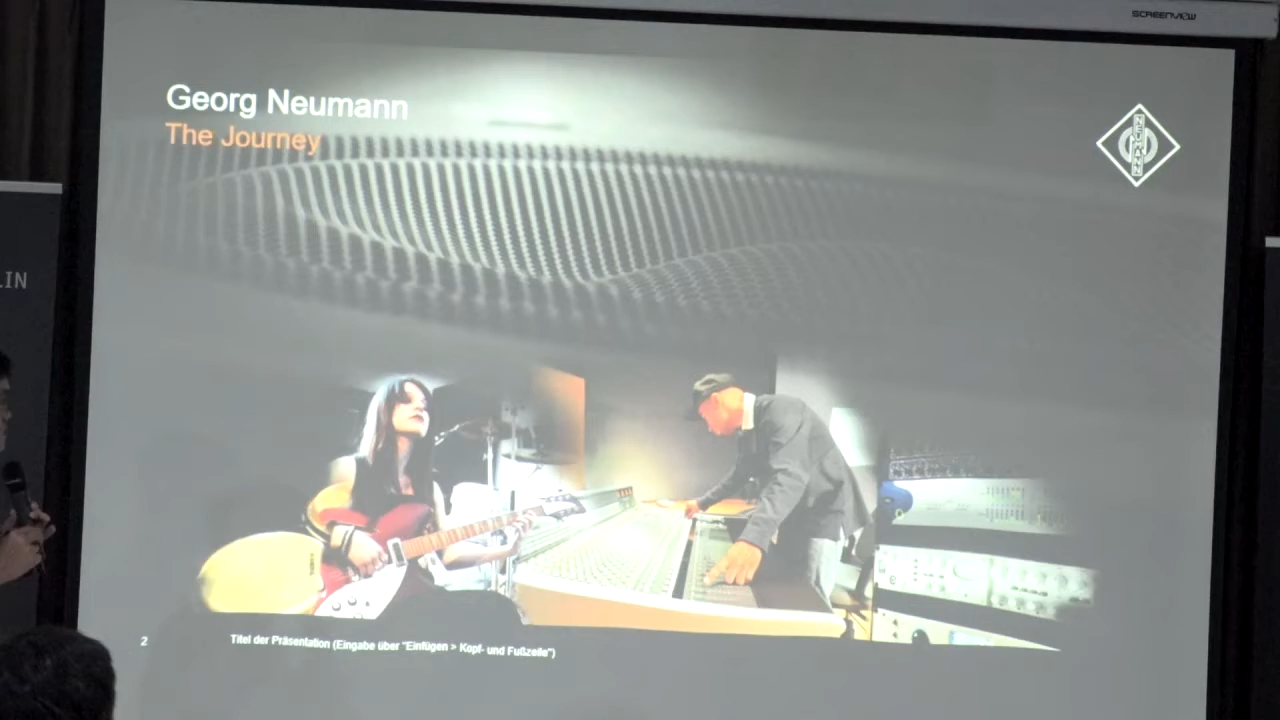 SCREENVIEW
Georg Neumann
The Journey
NEUMANN
LIN
2
Titel der Präsentation (Eingabe über "Einfügen > Kopf- und Fußzeile")